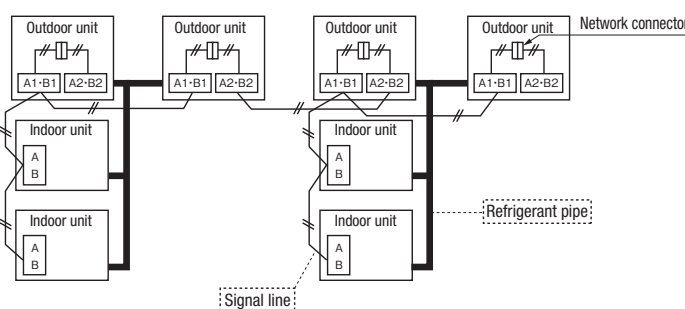 Outdoor unit
Outdoor unit
Outdoor unit
Outdoor unit
Network connector
A1·B1
A2·B2
A1·B1
A2·B2
A1·B1
A2·B2
A1·B1
A2·B2
Indoor unit
Indoor unit
A
B
A
B
Refrigerant pipe
Indoor unit
Indoor unit
A
B
A
B
Signal line